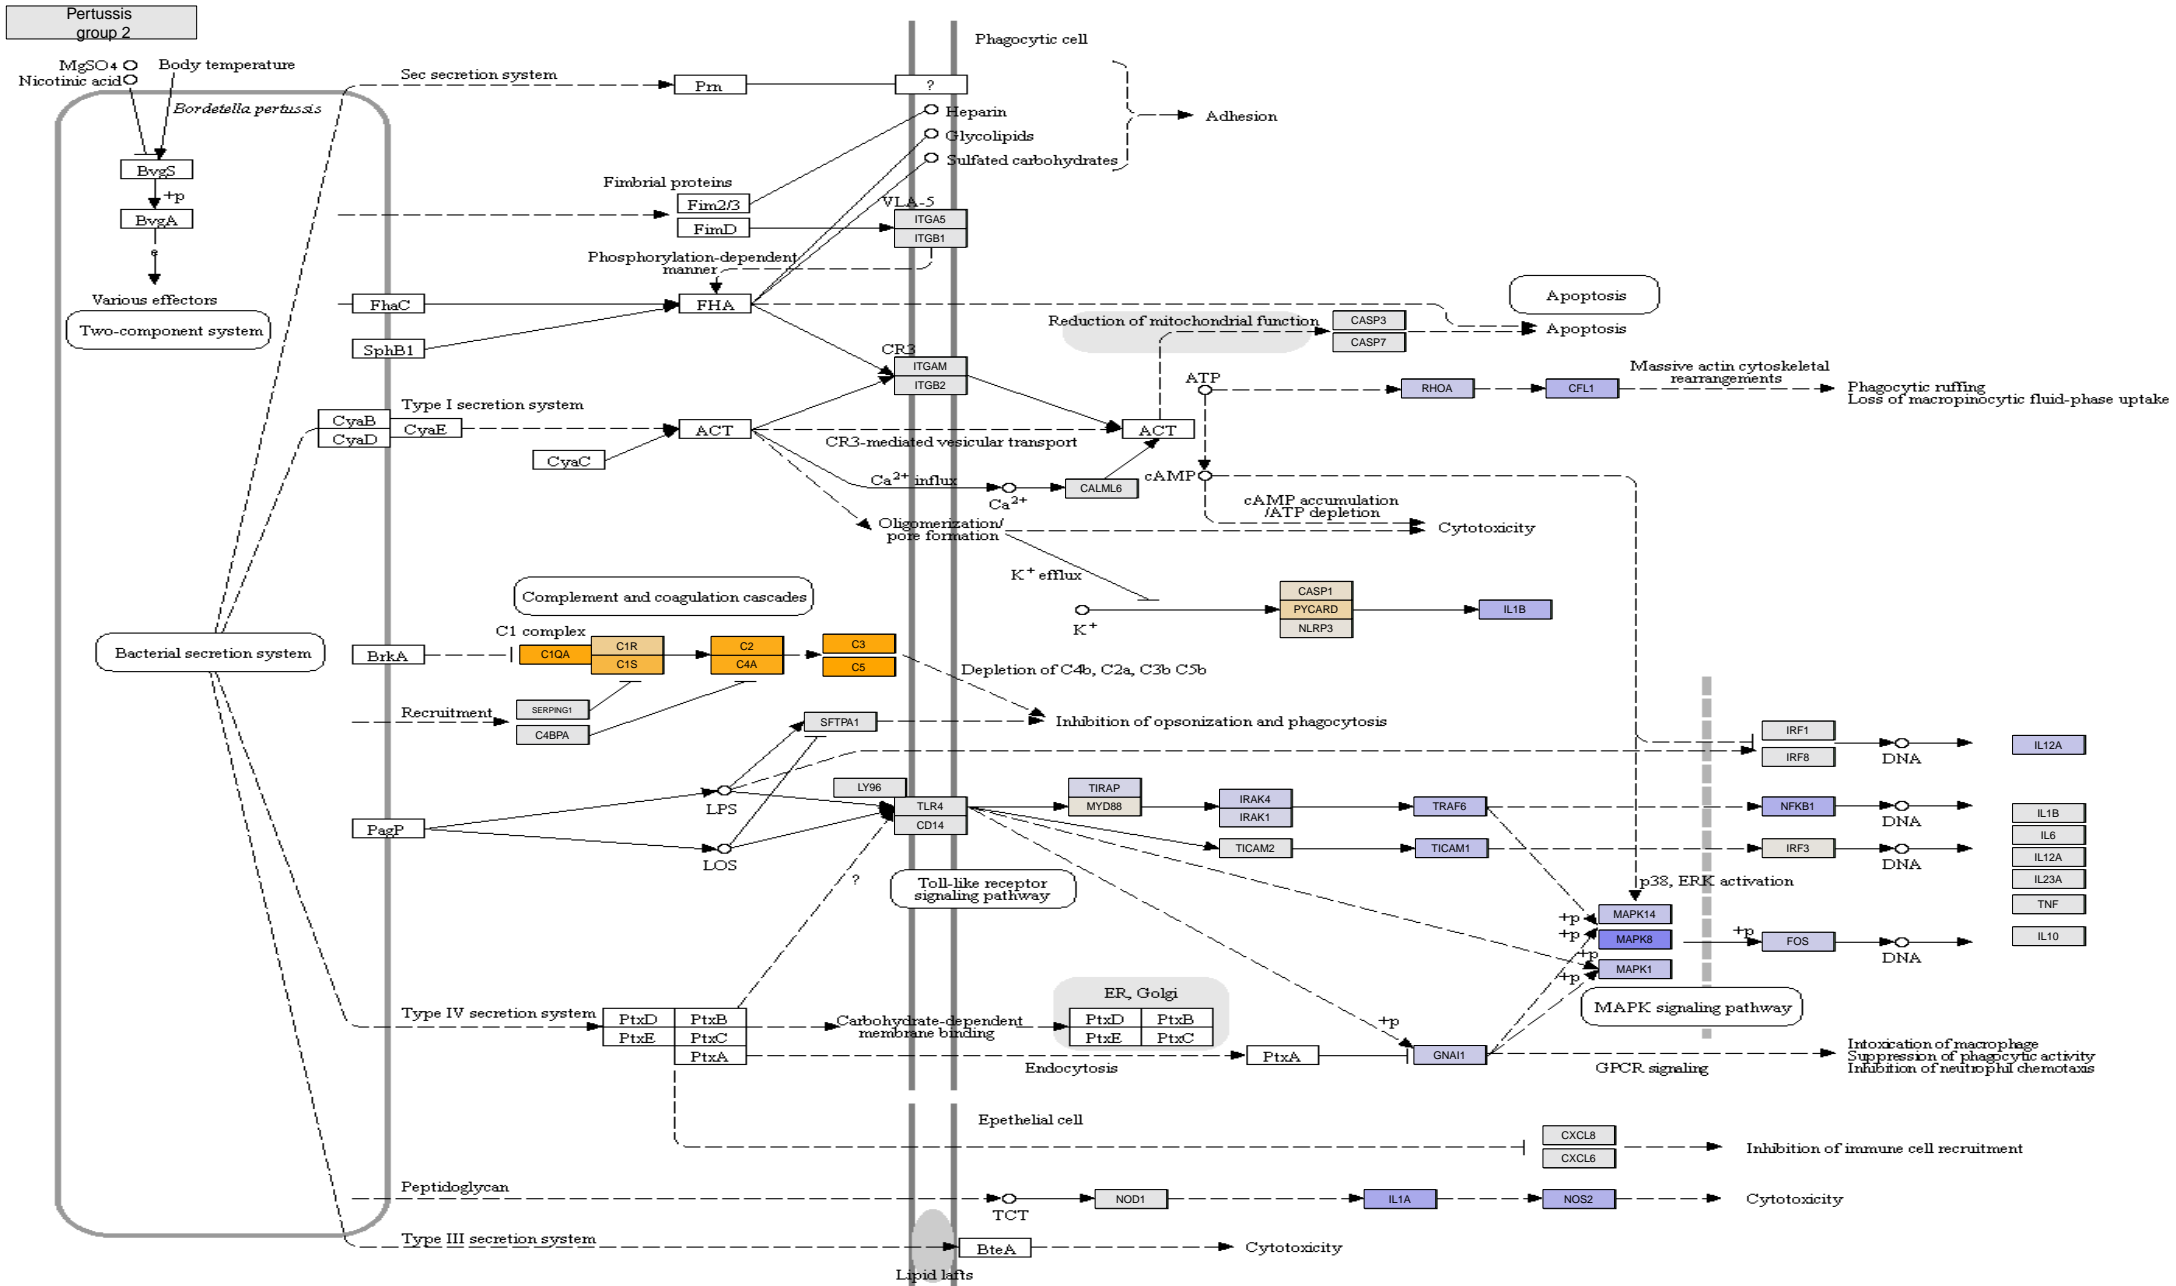 Pertussis
group 2
Phagocytic cell
MgSO4
Body temperature
Nicotinic acid
Sec secretion system
Prn
?
Bordetella pertussis
Heparin
Adhesion
Glycolipids
Sulfated carbohydrates
BvgS
+p
Fimbrial proteins
Fim2/3
VLA-5
BvgA
FimD
ITGA5
ITGB1
e
Phosphorylation-dependent
manner
Various effectors
FhaC
FHA
Apoptosis
Two-component system
Reduction of mitochondrial function
CASP3
Apoptosis
CASP7
SphB1
CR3
ITGAM
ITGB2
ATP
RHOA
CFL1
Massive actin cytoskeletal
rearrangements
Phagocytic ruffing
Loss of macropinocytic fluid-phase uptake
Type I secretion system
CyaB
CyaE
CyaD
ACT
ACT
CR3-mediated vesicular transport
CyaC
Ca2+ influx
Ca2+
CALML6
cAMP
cAMP accumulation
/ATP depletion
Oligomerization/
pore formation
Cytotoxicity
K+ efflux
Complement and coagulation cascades
CASP1
PYCARD
NLRP3
IL1B
K+
C1 complex
Bacterial secretion system
BrkA
C1QA
C1R
C1S
C2
C4A
C3
C5
Depletion of C4b, C2a, C3b C5b
Recruitment
SERPING1
C4BPA
SFTPA1
Inhibition of opsonization and phagocytosis
IRF1
IRF8
DNA
IL12A
LPS
LY96
TLR4
CD14
TIRAP
MYD88
IRAK4
IRAK1
TRAF6
NFKB1
DNA
IL1B
IL6
PagP
LOS
TICAM2
TICAM1
IRF3
DNA
IL12A
IL23A
TNF
IL10
?
Toll-like receptor
signaling pathway
p38, ERK activation
+p
MAPK14
+p
MAPK8
+p
FOS
DNA
+p
+p
MAPK1
MAPK signaling pathway
ER, Golgi
Type IV secretion system
PtxD
PtxB
PtxE
PtxC
PtxA
Carbohydrate-dependent
membrane binding
PtxD
PtxB
PtxE
PtxC
+p
Endocytosis
PtxA
GNAI1
GPCR signaling
Intoxication of macrophage
Suppression of phagocytic activity
Inhibition of neutrophil chemotaxis
Epethelial cell
CXCL8
CXCL6
Inhibition of immune cell recruitment
Peptidoglycan
TCT
NOD1
IL1A
NOS2
Cytotoxicity
Type III secretion system
BteA
Cytotoxicity
Lipid lafts